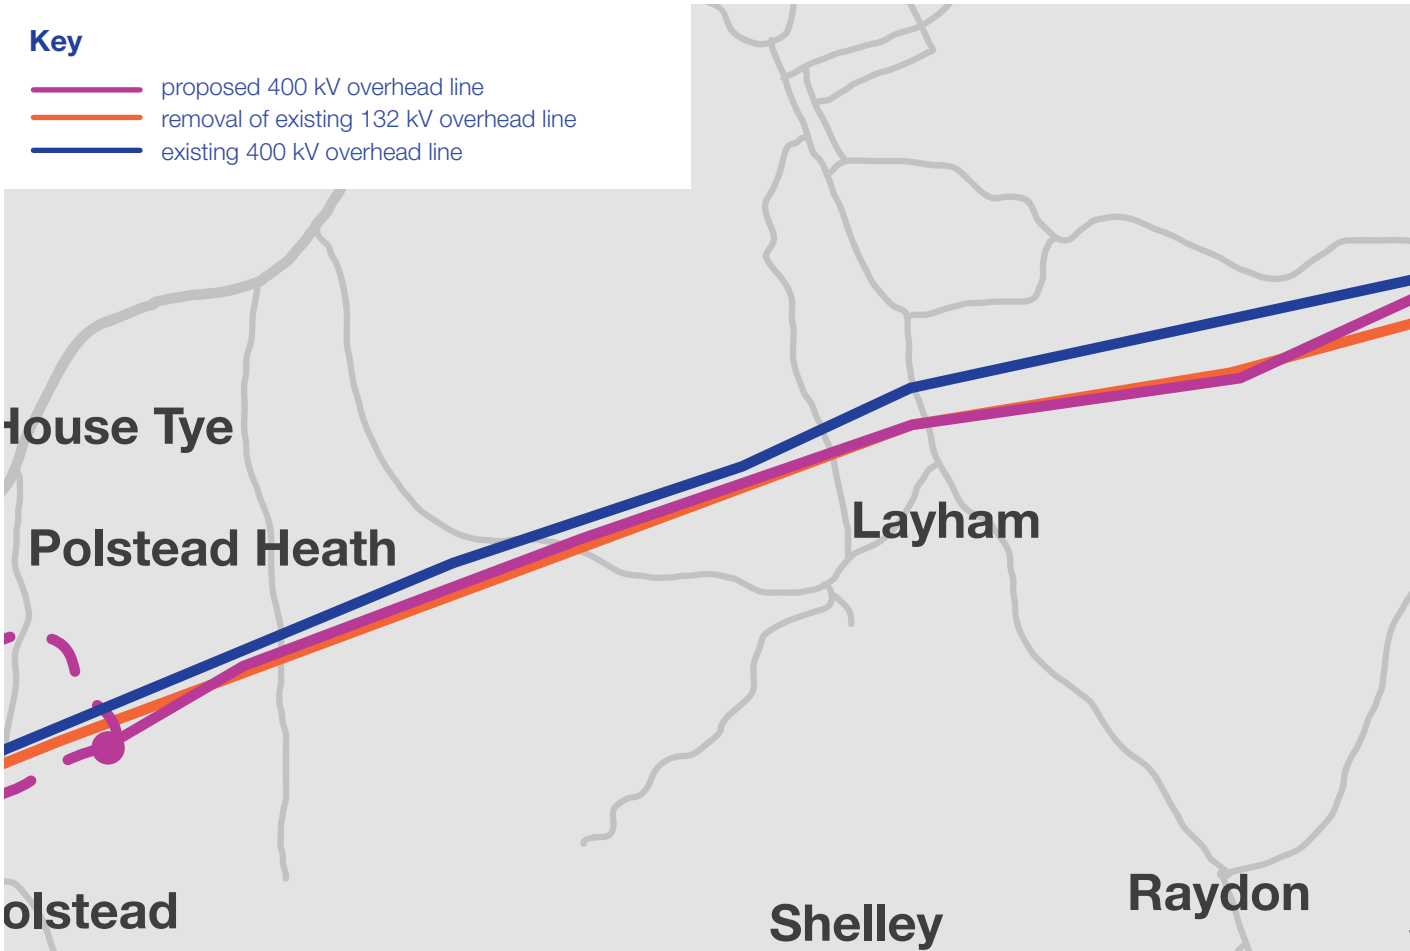 Key
proposed 400 kV overhead line
removal of existing 132 kV overhead line
existing 400 kV overhead line
House Tye
Polstead Heath
Layham
olstead
Shelley
Raydon